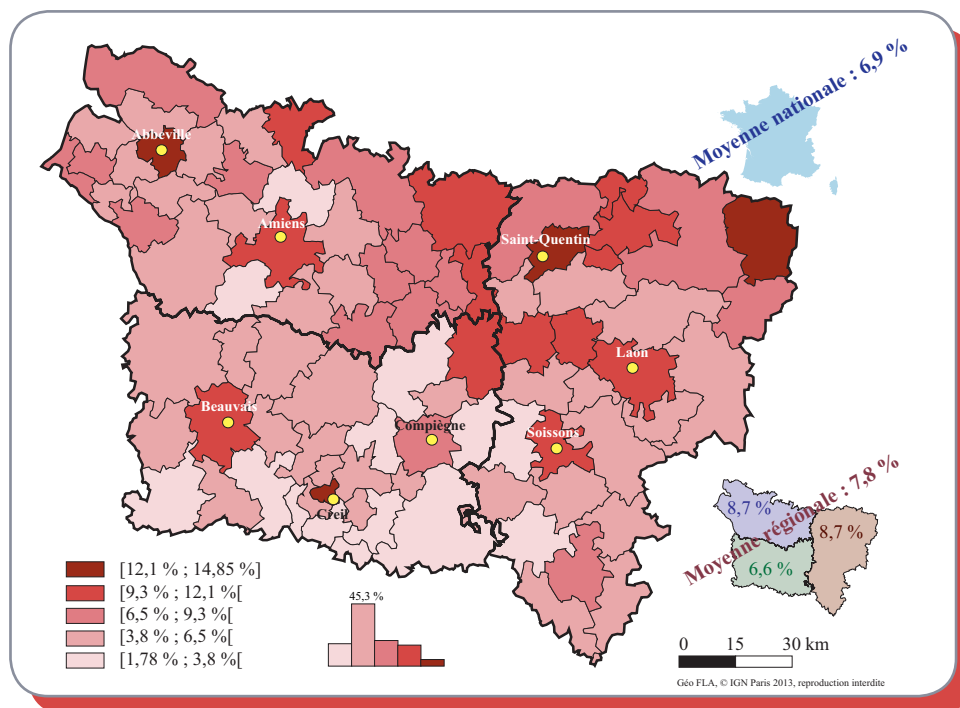 Moyenne nationale : 6,9 %
Abbeville
Amiens
Saint-Quentin
Laon
Beauvais
Compiègne
Soissons
Creil
Moyenne régionale : 7,8 %
8,7 %
8,7 %
6,6 %
[12,1 % ; 14,85 %]
[9,3 % ; 12,1 %[
[6,5 % ; 9,3 %[
[3,8 % ; 6,5 %[
[1,78 % ; 3,8 %[
45,3 %
0 15 30 km
Géo FLA, © IGN Paris 2013, reproduction interdite